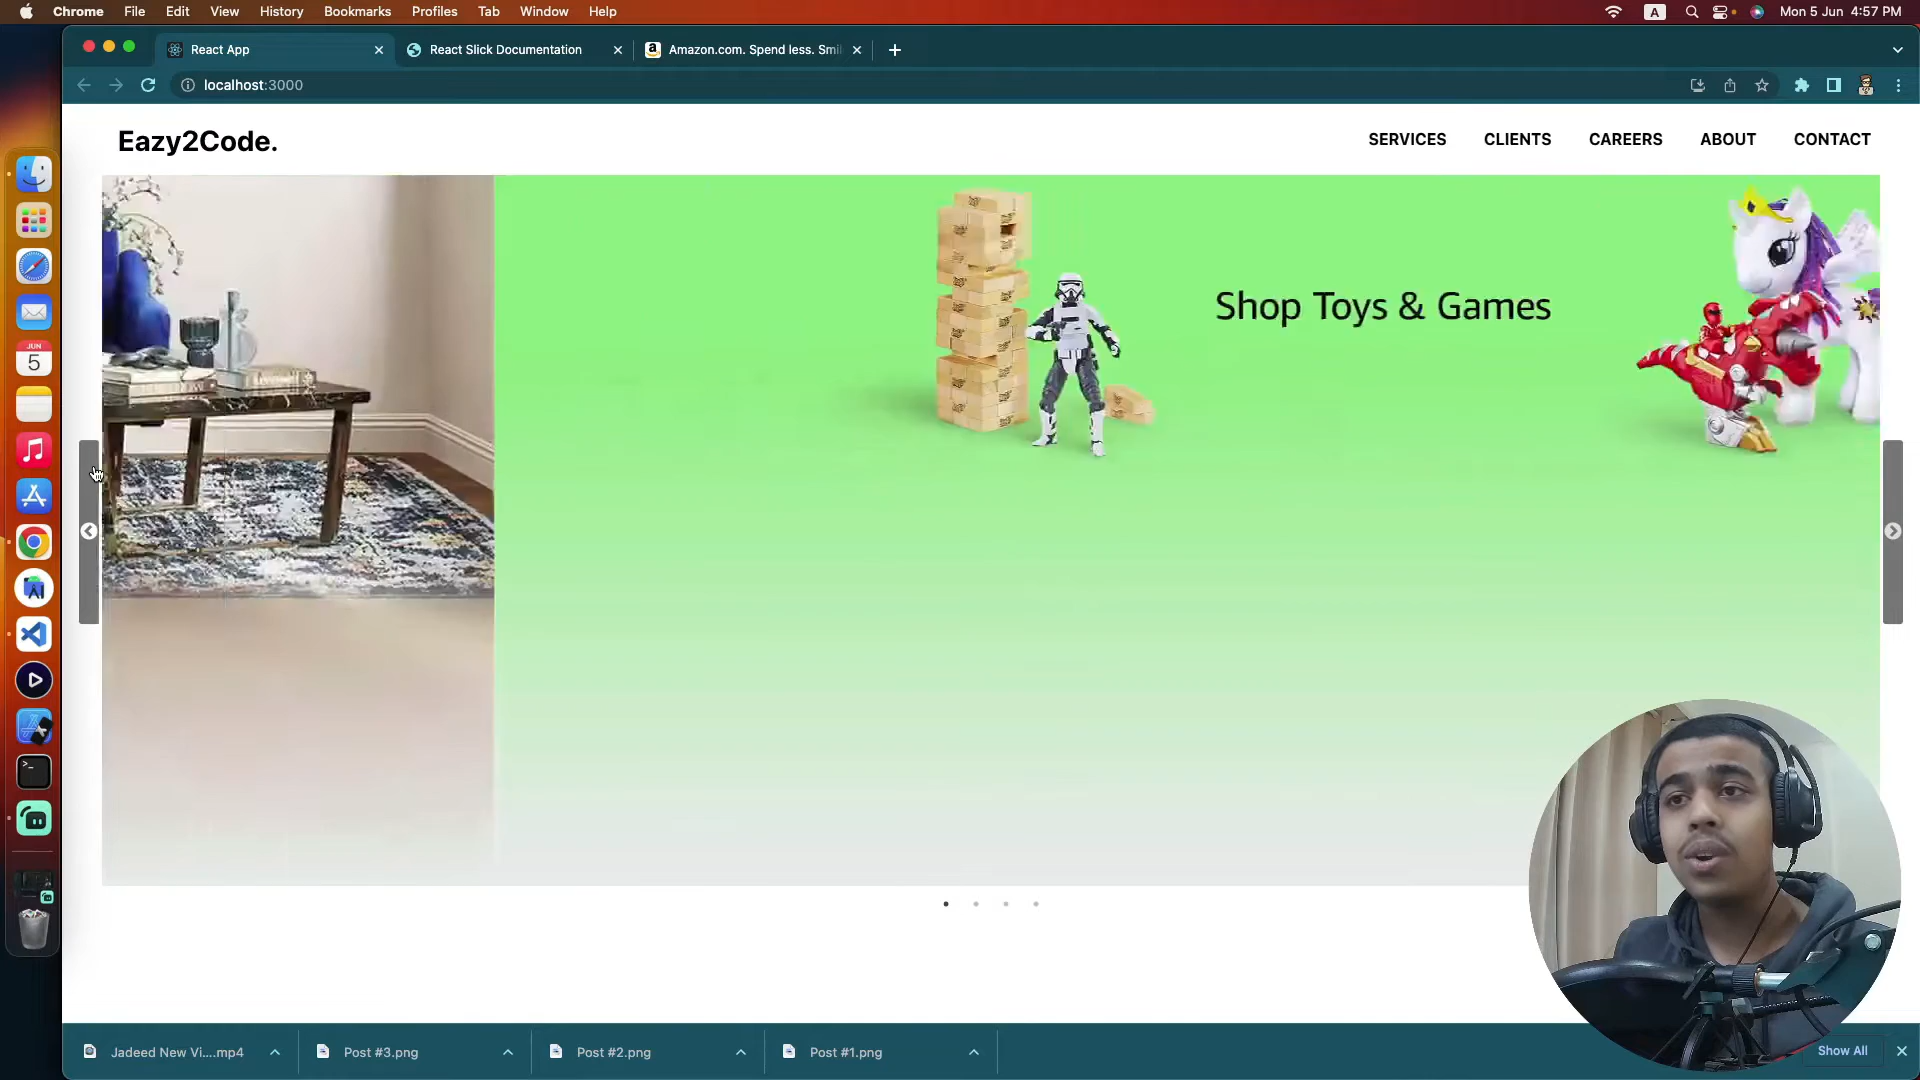 Chrome File Edit View History Bookmarks Profiles Tab Window Help
A
Mon 5 Jun 4:57 PM
React App
React Slick Documentation
Amazon.com. Spend less. Smil
localhost:3000
Eazy2Code.
SERVICES CLIENTS CAREERS ABOUT CONTACT
Shop Toys & Games
JUN
5
Jadeed New Vi....mp4
Post #3.png
Post #2.png
Post #1.png
Show All